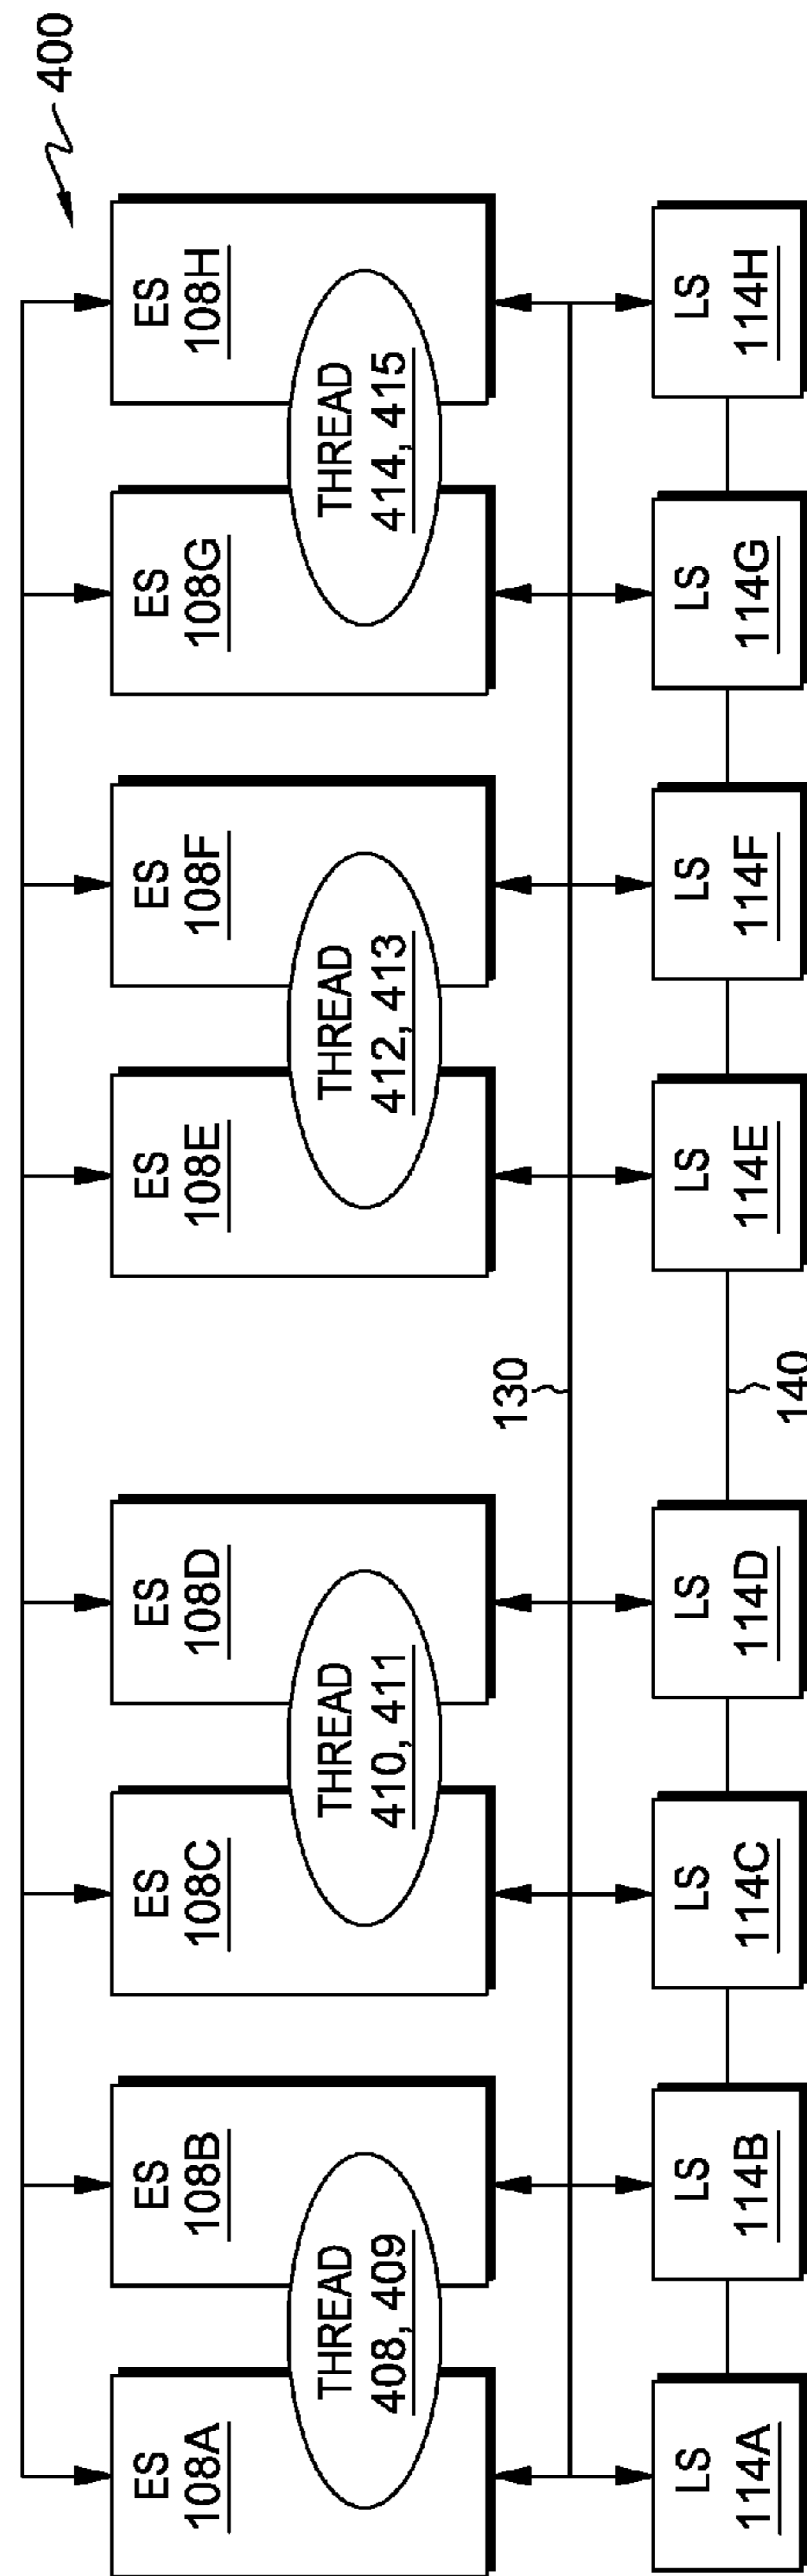 400
ES
108A
ES
108B
ES
108C
ES
108D
ES
108E
ES
108F
ES
108G
ES
108H
THREAD
408, 409
THREAD
410, 411
THREAD
412, 413
THREAD
414, 415
130
LS
114A
LS
114B
LS
114C
LS
114D
LS
114E
LS
114F
LS
114G
LS
114H
140